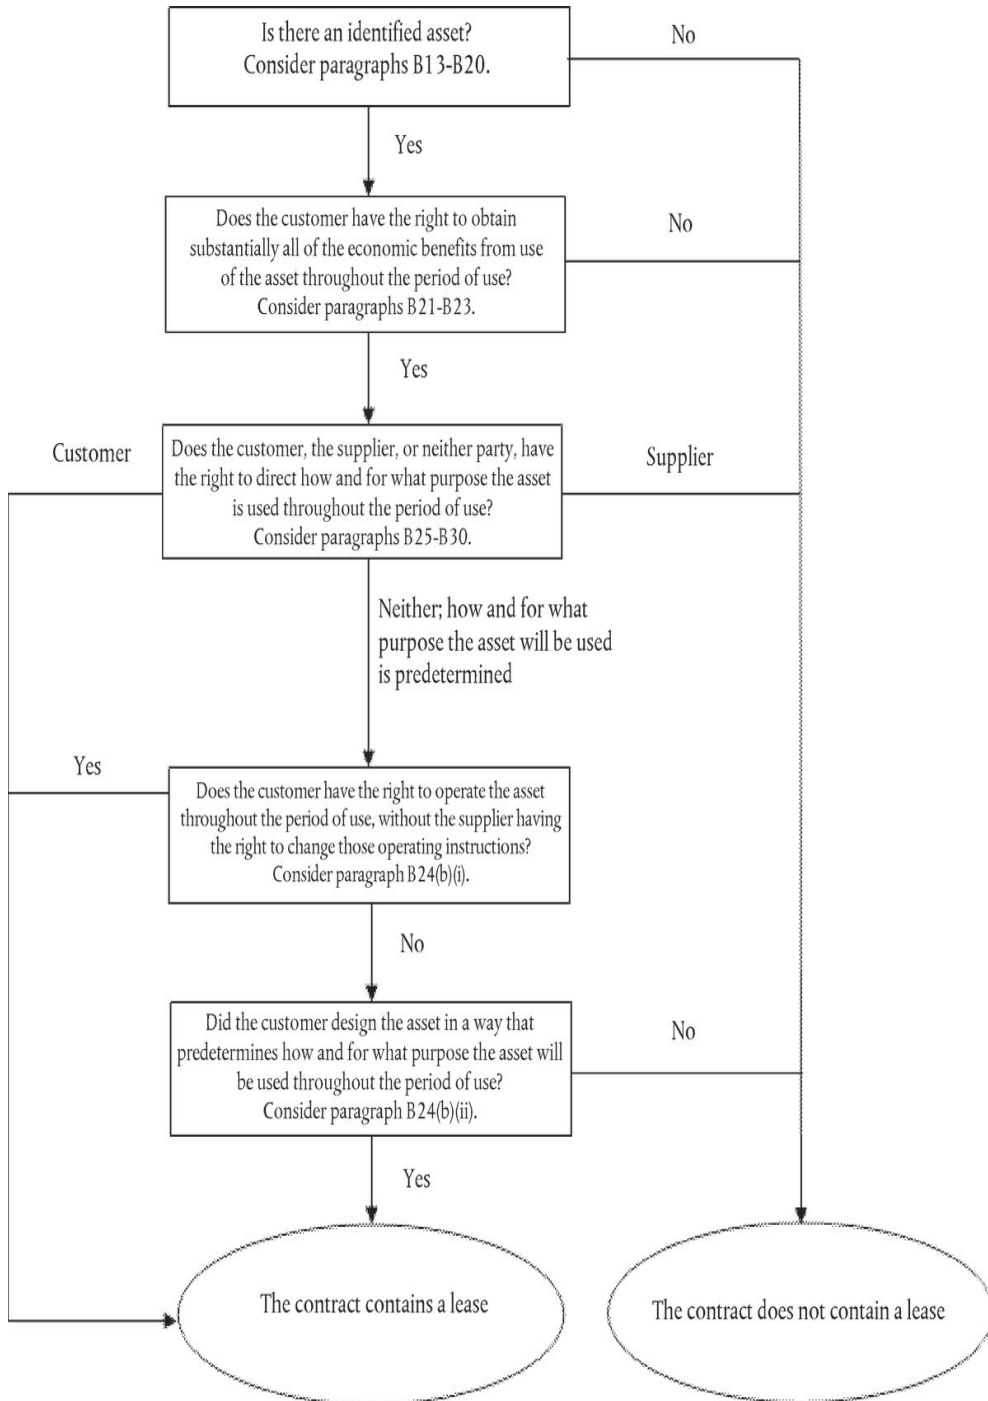 Is there an identified asset?
Consider paragraphs B13-B20.
No
Yes
Does the customer have the right to obtain
substantially all of the economic benefits from use
of the asset throughout the period of use?
Consider paragraphs B21-B23.
No
Yes
Customer
Does the customer, the supplier, or neither party, have
the right to direct how and for what purpose the asset
is used throughout the period of use?
Consider paragraphs B25-B30.
Supplier
Neither; how and for what
purpose the asset will be used
is predetermined
Yes
Does the customer have the right to operate the asset
throughout the period of use, without the supplier having
the right to change those operating instructions?
Consider paragraph B24(b)(i).
No
Did the customer design the asset in a way that
predetermines how and for what purpose the asset will
be used throughout the period of use?
Consider paragraph B24(b)(ii).
No
Yes
The contract contains a lease
The contract does not contain a lease